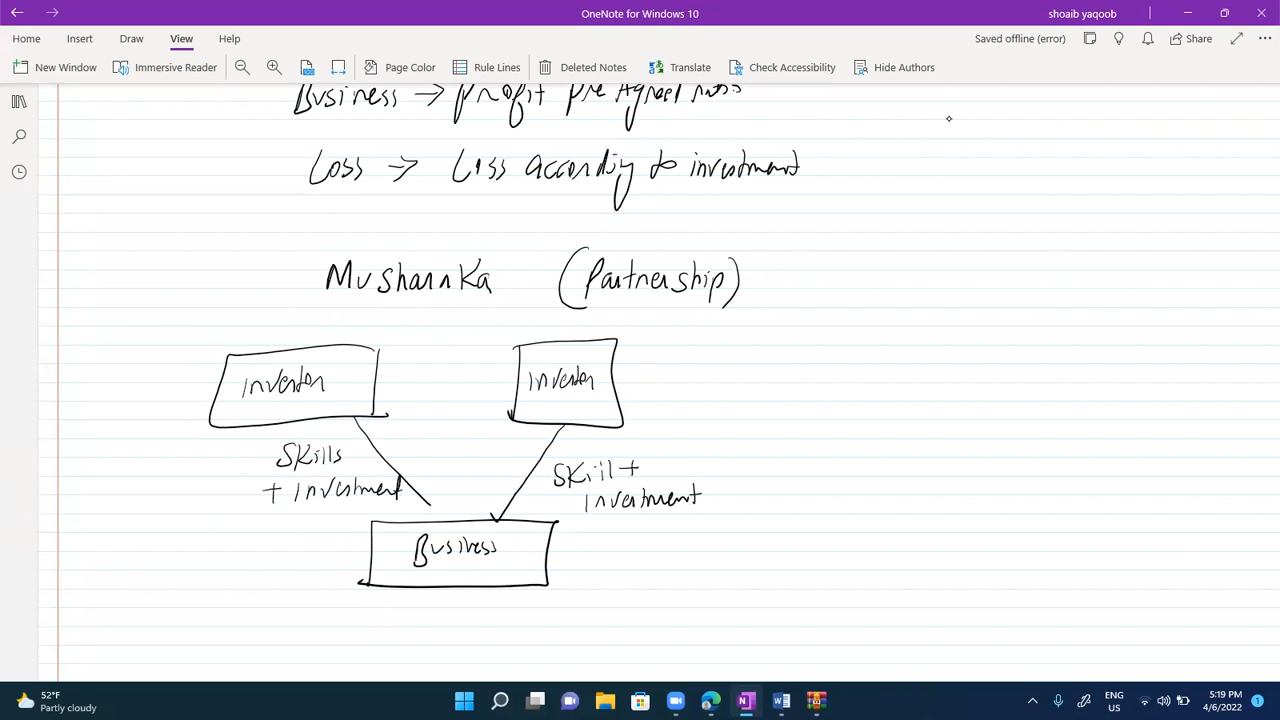 OneNote for Windows 10
shoaib yaqoob
Home Insert Draw View Help
Saved offline (error)
Share
New Window
Immersive Reader
Page Color
Rule Lines
Deleted Notes
Translate
Check Accessibility
Hide Authors
Business → profit pre Agreed ratio
Loss → Loss according to investment
Musharrka (Partnership)
investor
investor
Skills
+ investment
Skill +
investment
Business
52°F
Partly cloudy
ENG
US
5:19 PM
4/6/2022
1